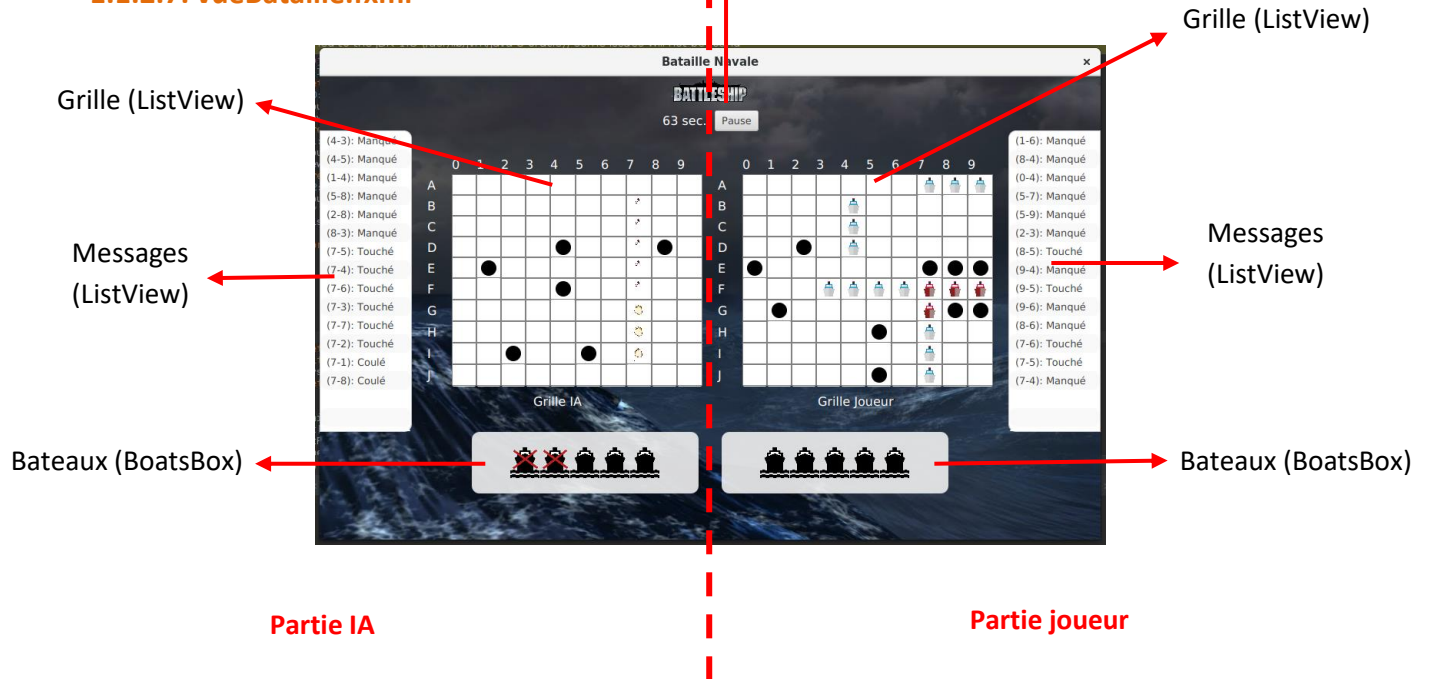 Grille (ListView)
Bataille Navale
×
BATTLESHIP
63 sec. Pause
Grille (ListView)
(4-3): Manqué
(4-5): Manqué
(1-4): Manqué
(5-8): Manqué
(2-8): Manqué
(8-3): Manqué
(7-5): Touché
(7-4): Touché
(7-6): Touché
(7-3): Touché
(7-7): Touché
(7-2): Touché
(7-1): Coulé
(7-8): Coulé
0 1 2 3 4 5 6 7 8 9
A
B
C
D
E
F
G
H
I
J
Grille IA
0 1 2 3 4 5 6 7 8 9
A
B
C
D
E
F
G
H
I
J
Grille Joueur
(1-6): Manqué
(8-4): Manqué
(0-4): Manqué
(5-7): Manqué
(5-9): Manqué
(2-3): Manqué
(8-5): Touché
(9-4): Manqué
(9-5): Touché
(9-6): Manqué
(8-6): Manqué
(7-6): Touché
(7-5): Touché
(7-4): Manqué
Messages
(ListView)
Messages
(ListView)
Bateaux (BoatsBox)
Bateaux (BoatsBox)
Partie IA
Partie joueur